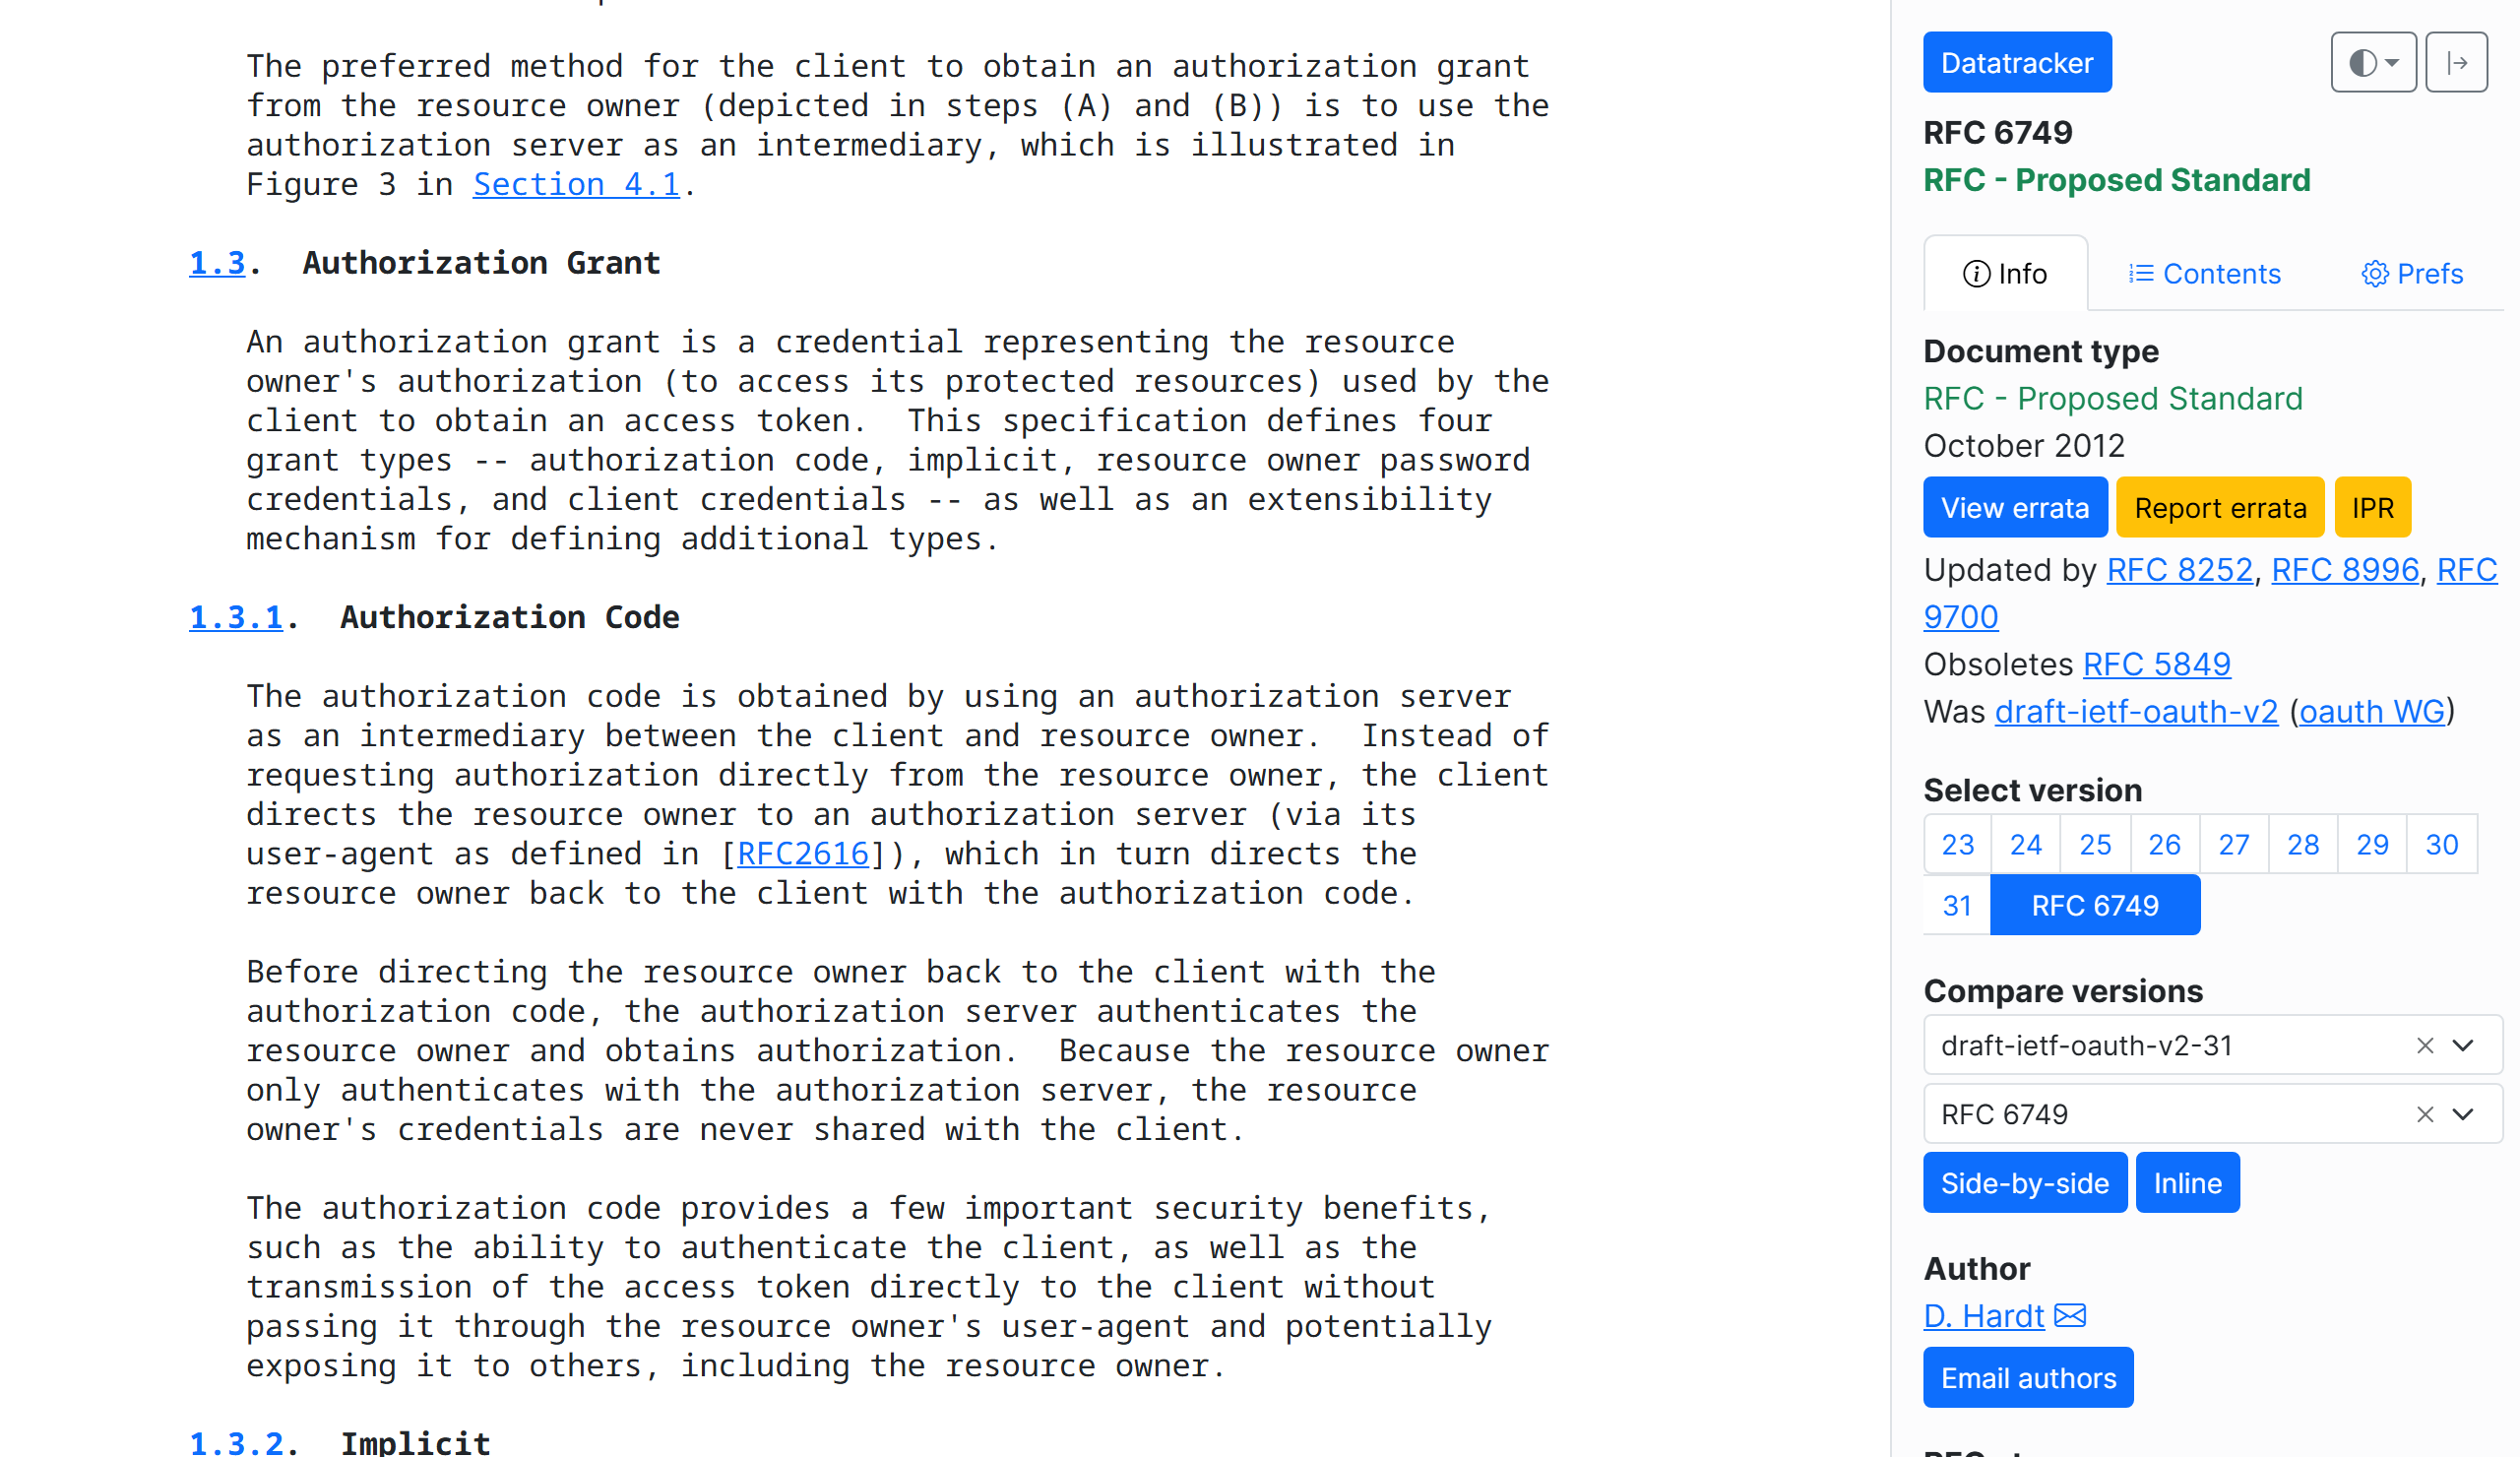 The preferred method for the client to obtain an authorization grant
from the resource owner (depicted in steps (A) and (B)) is to use the
authorization server as an intermediary, which is illustrated in
Figure 3 in Section 4.1.
1.3. Authorization Grant
An authorization grant is a credential representing the resource
owner's authorization (to access its protected resources) used by the
client to obtain an access token. This specification defines four
grant types -- authorization code, implicit, resource owner password
credentials, and client credentials -- as well as an extensibility
mechanism for defining additional types.
1.3.1. Authorization Code
The authorization code is obtained by using an authorization server
as an intermediary between the client and resource owner. Instead of
requesting authorization directly from the resource owner, the client
directs the resource owner to an authorization server (via its
user-agent as defined in [RFC2616]), which in turn directs the
resource owner back to the client with the authorization code.
Before directing the resource owner back to the client with the
authorization code, the authorization server authenticates the
resource owner and obtains authorization. Because the resource owner
only authenticates with the authorization server, the resource
owner's credentials are never shared with the client.
The authorization code provides a few important security benefits,
such as the ability to authenticate the client, as well as the
transmission of the access token directly to the client without
passing it through the resource owner's user-agent and potentially
exposing it to others, including the resource owner.
1.3.2. Implicit
Datatracker
RFC 6749
RFC - Proposed Standard
Info Contents Prefs
Document type
RFC - Proposed Standard
October 2012
View errata Report errata IPR
Updated by RFC 8252, RFC 8996, RFC
9700
Obsoletes RFC 5849
Was draft-ietf-oauth-v2 (oauth WG)
Select version
23 24 25 26 27 28 29 30
31 RFC 6749
Compare versions
draft-ietf-oauth-v2-31
RFC 6749
Side-by-side Inline
Author
D. Hardt
Email authors